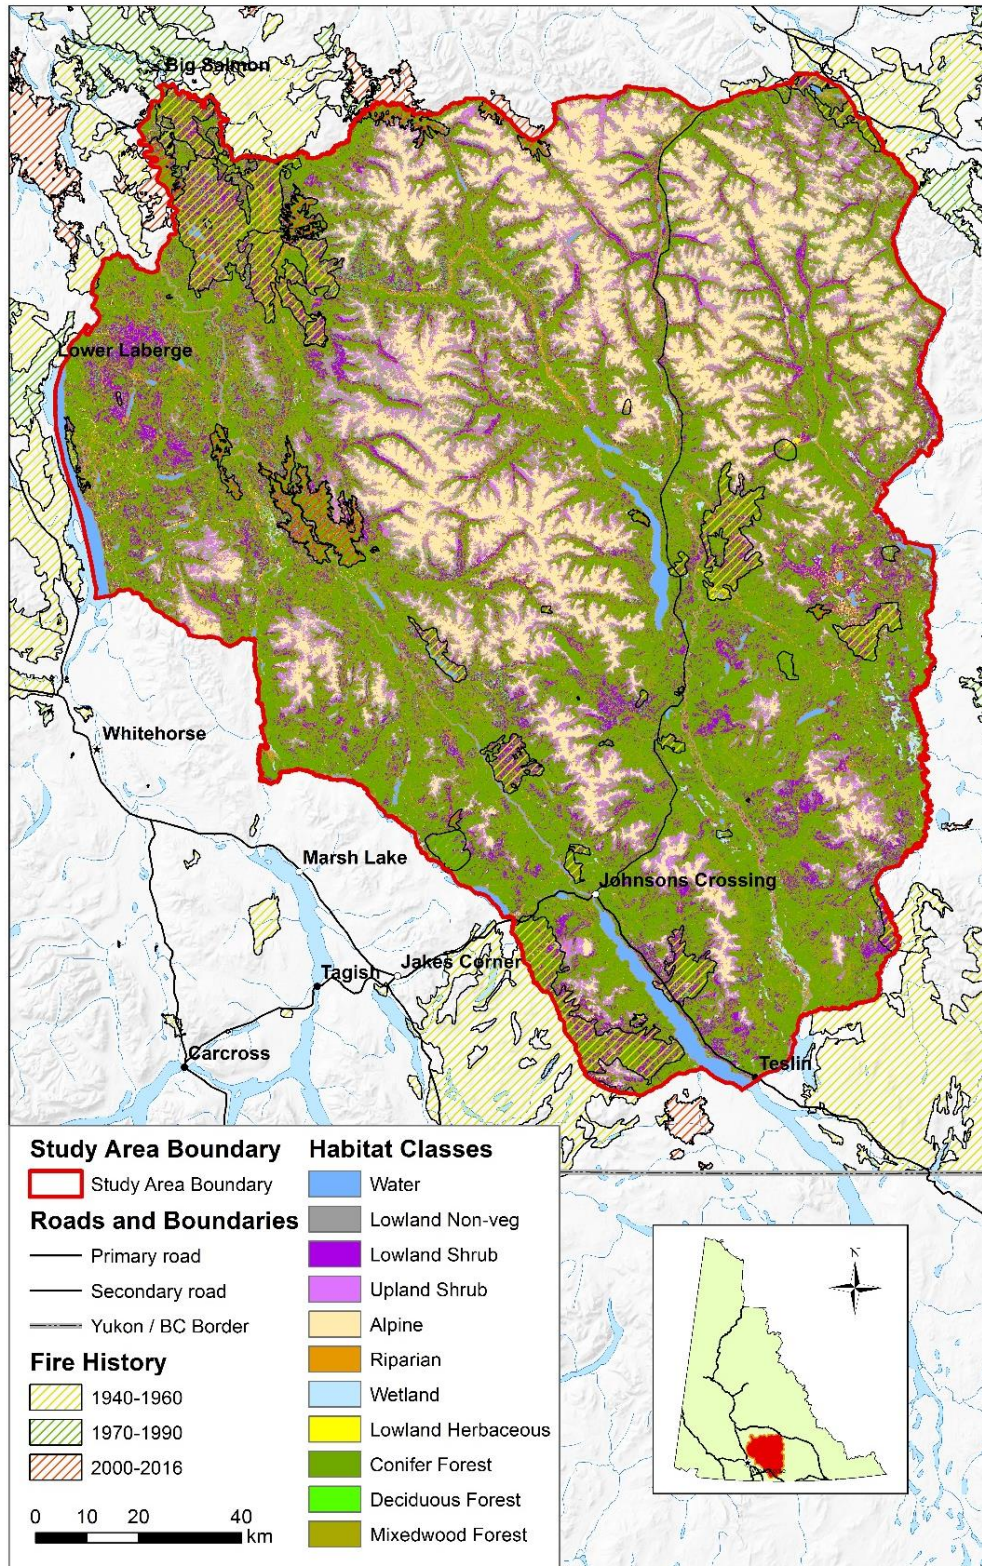 Big Salmon
Lower Laberge
Whitehorse
Marsh Lake
Johnsons Crossing
Jakes Corner
Tagish
Carcross
Teslin
Study Area Boundary
Study Area Boundary
Roads and Boundaries
Primary road
Secondary road
Yukon / BC Border
Fire History
1940-1960
1970-1990
2000-2016
0 10 20 40
km
Habitat Classes
Water
Lowland Non-veg
Lowland Shrub
Upland Shrub
Alpine
Riparian
Wetland
Lowland Herbaceous
Conifer Forest
Deciduous Forest
Mixedwood Forest
N